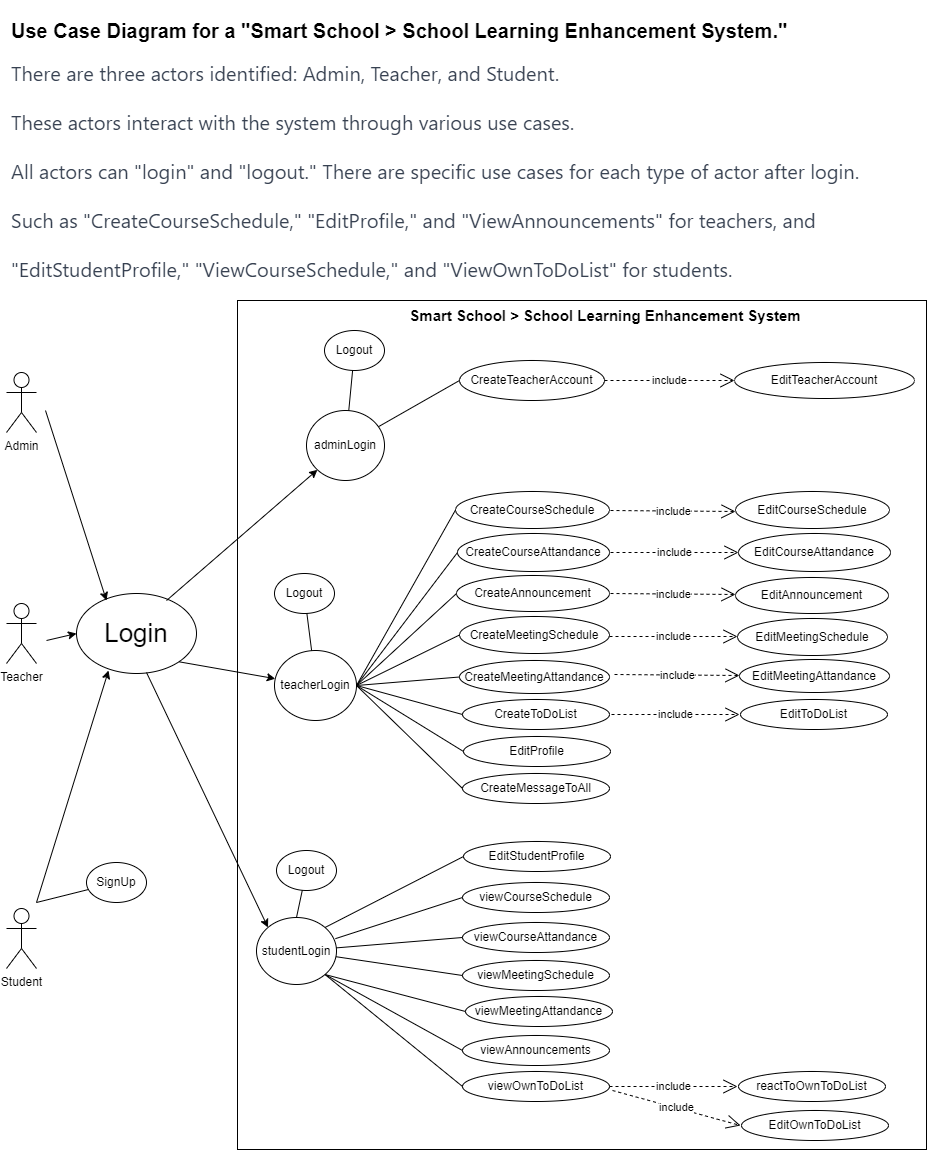 Use Case Diagram for a "Smart School > School Learning Enhancement System."
There are three actors identified: Admin, Teacher, and Student.
These actors interact with the system through various use cases.
All actors can "login" and "logout." There are specific use cases for each type of actor after login.
Such as "CreateCourseSchedule," "EditProfile," and "ViewAnnouncements" for teachers, and
"EditStudentProfile," "ViewCourseSchedule," and "ViewOwnToDoList" for students.
Smart School > School Learning Enhancement System
Logout
CreateTeacherAccount
include
EditTeacherAccount
Admin
adminLogin
CreateCourseSchedule
include
EditCourseSchedule
CreateCourseAttandance
include
EditCourseAttandance
Logout
CreateAnnouncement
include
EditAnnouncement
Login
CreateMeetingSchedule
include
EditMeetingSchedule
Teacher
teacherLogin
CreateMeetingAttandance
include
EditMeetingAttandance
CreateToDoList
include
EditToDoList
EditProfile
CreateMessageToAll
EditStudentProfile
Logout
SignUp
viewCourseSchedule
viewCourseAttandance
studentLogin
viewMeetingSchedule
Student
viewMeetingAttandance
viewAnnouncements
viewOwnToDoList
include
reactToOwnToDoList
include
EditOwnToDoList